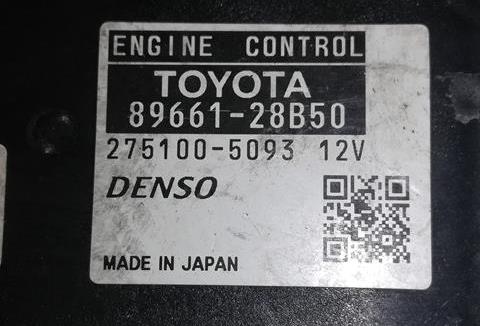 ENGINE CONTROL
TOYOTA
89661-28B50
275100-5093 12V
DENSO
MADE IN JAPAN